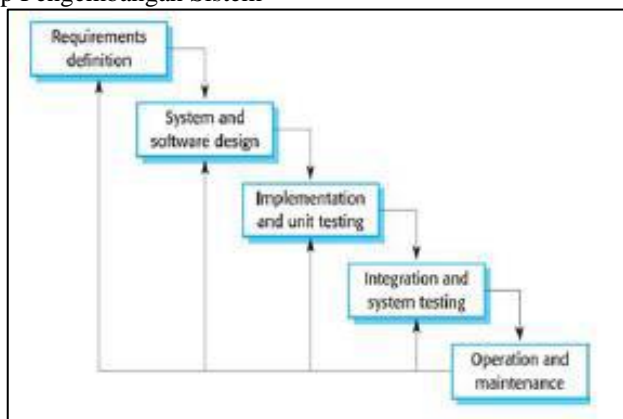 Pengembangan Sistem
Requirements
definition
System and
software design
Implementation
and unit testing
Integration and
system testing
Operation and
maintenance